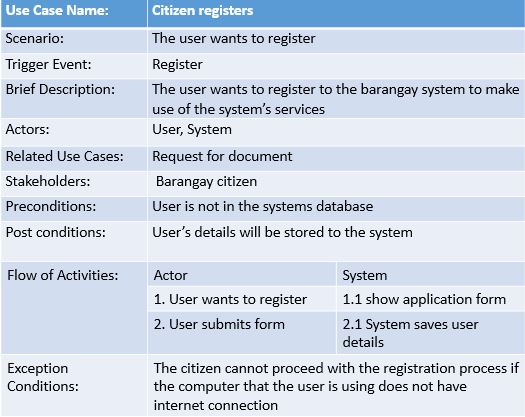 Use Case Name: Citizen registers
Scenario: The user wants to register
Trigger Event: Register
Brief Description: The user wants to register to the barangay system to make
use of the system's services
Actors: User, System
Related Use Cases: Request for document
Stakeholders: Barangay citizen
Preconditions: User is not in the systems database
Post conditions: User's details will be stored to the system
Flow of Activities: Actor System
1. User wants to register 1.1 show application form
2. User submits form 2.1 System saves user
details
Exception The citizen cannot proceed with the registration process if
Conditions: the computer that the user is using does not have
internet connection